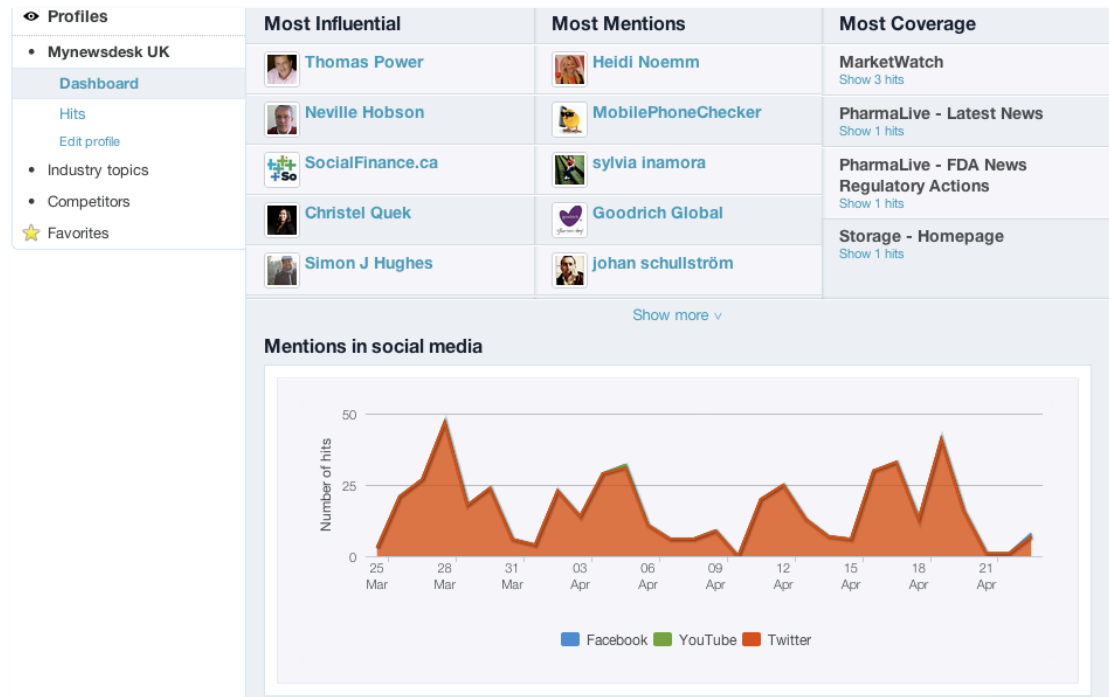 Profiles
Mynewsdesk UK
Dashboard
Hits
Edit profile
Industry topics
Competitors
Favorites
Most Influential
Thomas Power
Neville Hobson
SocialFinance.ca
So
Christel Quek
Simon J Hughes
Most Mentions
Heidi Noemm
MobilePhoneChecker
sylvia inamora
Goodrich Global
johan schullström
Most Coverage
MarketWatch
Show 3 hits
PharmaLive - Latest News
Show 1 hits
PharmaLive - FDA News
Regulatory Actions
Show 1 hits
Storage - Homepage
Show 1 hits
Show more v
Mentions in social media
Number of hits
50
25
0
25 Mar
28 Mar
31 Mar
03 Apr
06 Apr
09 Apr
12 Apr
15 Apr
18 Apr
21 Apr
Facebook YouTube Twitter